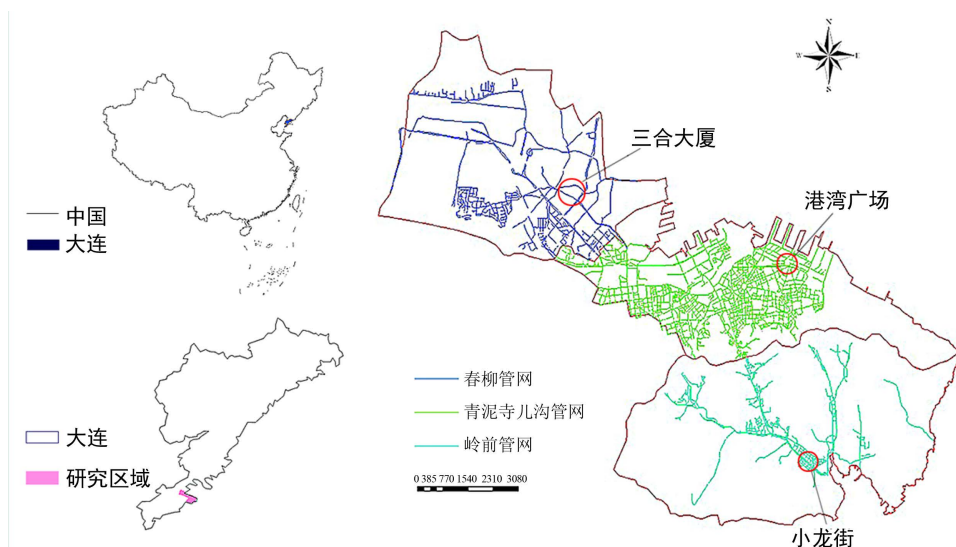 中国
大连
大连
研究区域
N
W
E
S
三合大厦
港湾广场
春柳管网
青泥寺儿沟管网
岭前管网
0 385 770 1540 2310 3080
小龙街